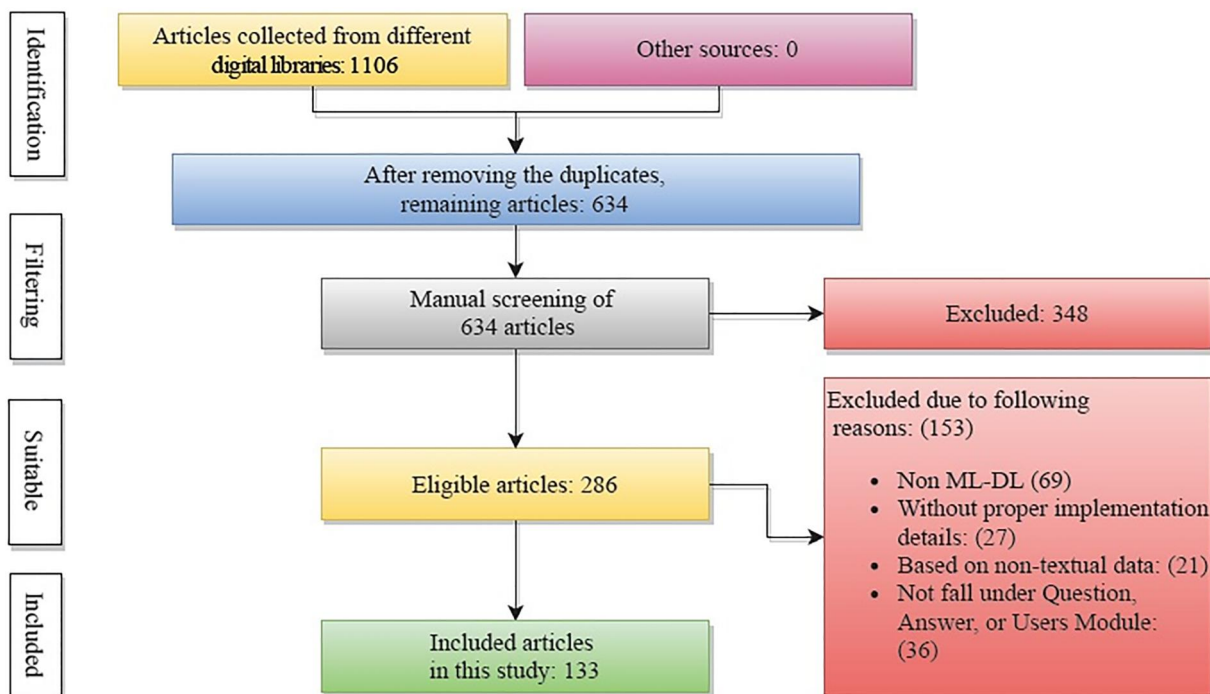 Identification
Articles collected from different
digital libraries: 1106
Other sources: 0
After removing the duplicates,
remaining articles: 634
Filtering
Manual screening of
634 articles
Excluded: 348
Suitable
Eligible articles: 286
Excluded due to following
reasons: (153)
• Non ML-DL (69)
• Without proper implementation
details: (27)
• Based on non-textual data: (21)
• Not fall under Question,
Answer, or Users Module:
(36)
Included
Included articles
in this study: 133